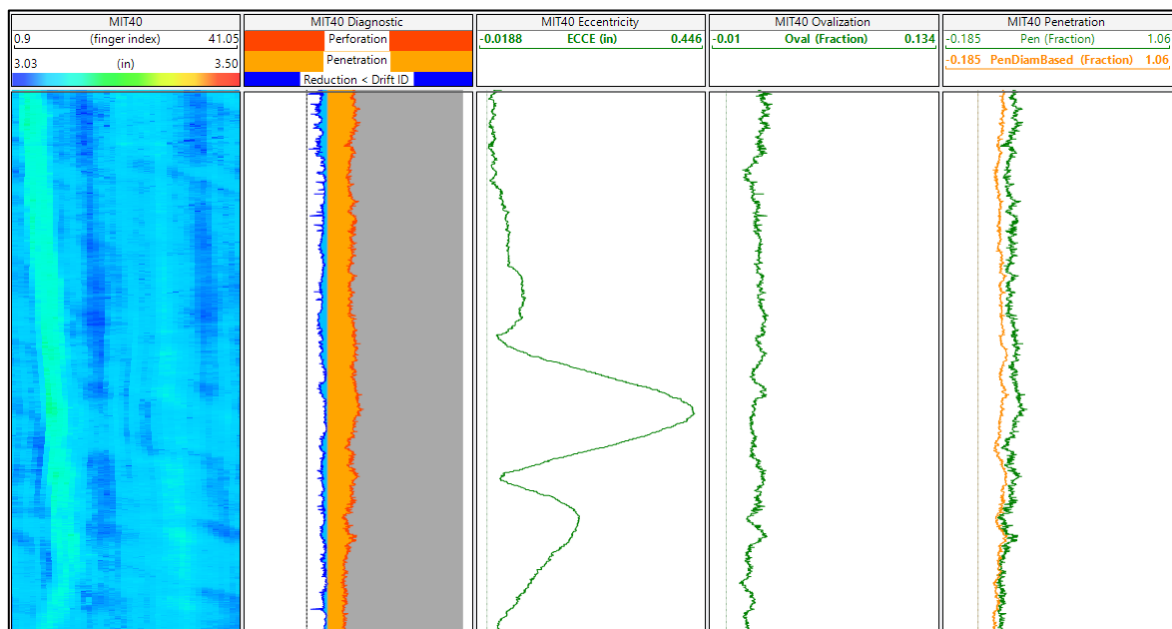 MIT40
0.9 (finger index) 41.05
3.03 (in) 3.50
MIT40 Diagnostic
Perforation
Penetration
Reduction < Drift ID
MIT40 Eccentricity
-0.0188 ECCE (in) 0.446
MIT40 Ovalization
-0.01 Oval (Fraction) 0.134
MIT40 Penetration
-0.185 Pen (Fraction) 1.06
-0.185 PenDiamBased (Fraction) 1.06